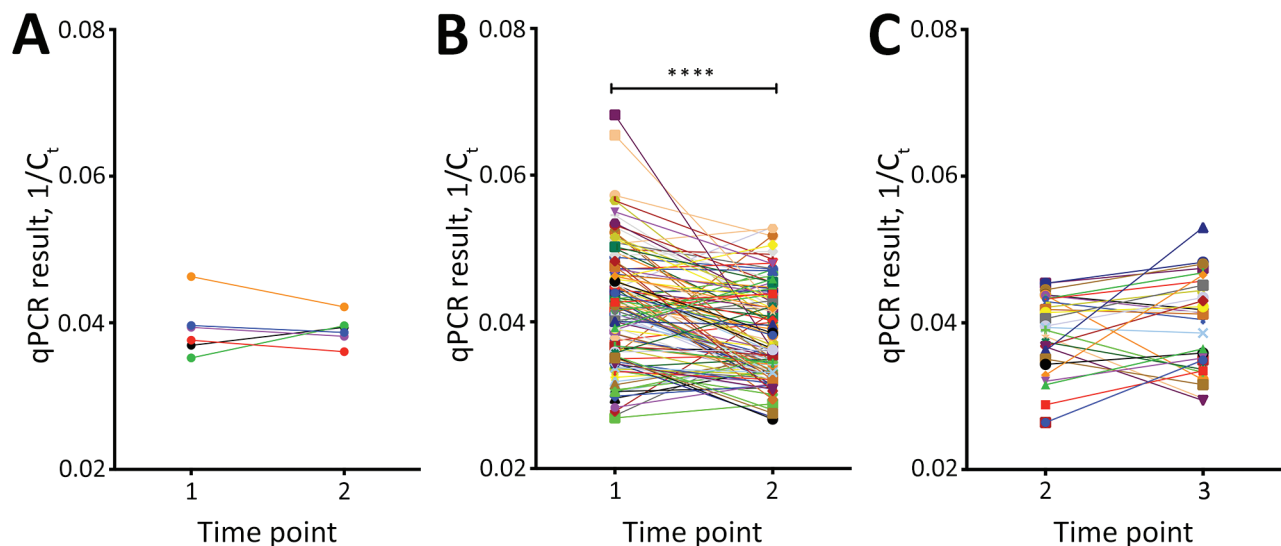 A
qPCR result, 1/Ct
0.08
0.06
0.04
0.02
1
2
Time point
B
qPCR result, 1/Ct
0.08
0.06
0.04
0.02
****
1
2
Time point
C
qPCR result, 1/Ct
0.08
0.06
0.04
0.02
2
3
Time point